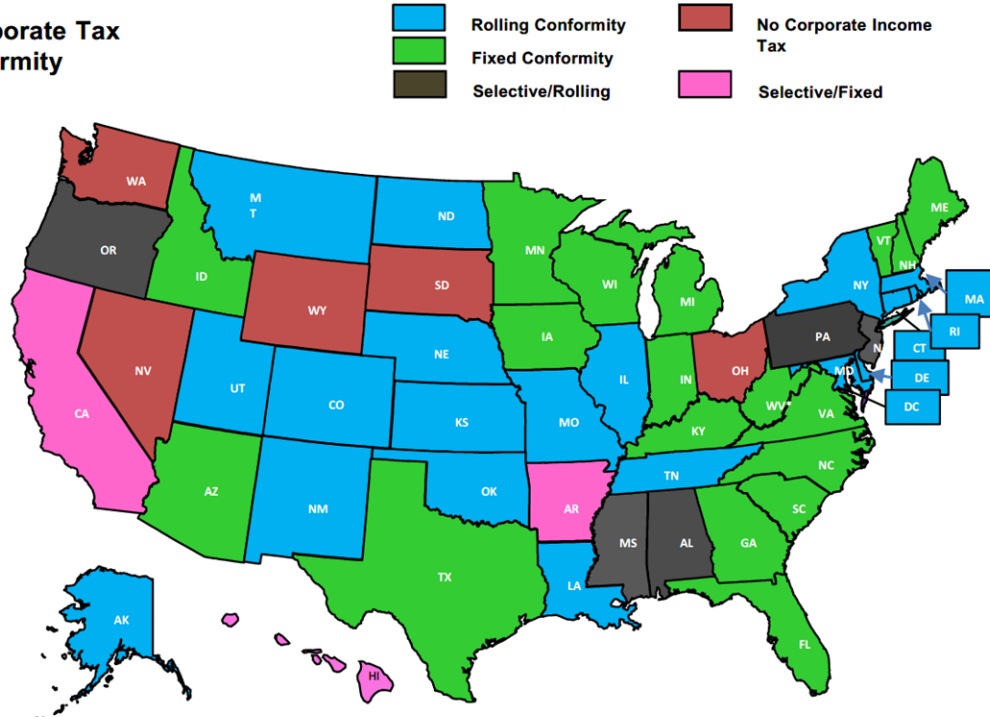 porate Tax
rmity
Rolling Conformity
Fixed Conformity
Selective/Rolling
No Corporate Income
Tax
Selective/Fixed
WA
M
T
ND
MN
ME
VT
NH
OR
ID
SD
WI
MI
NY
MA
WY
RI
IA
PA
N
CT
NE
NV
UT
CO
IL
IN
OH
MD
DE
DC
CA
KS
MO
WV
VA
KY
AZ
NM
OK
TN
NC
AR
SC
MS
AL
GA
TX
LA
AK
FL
HI